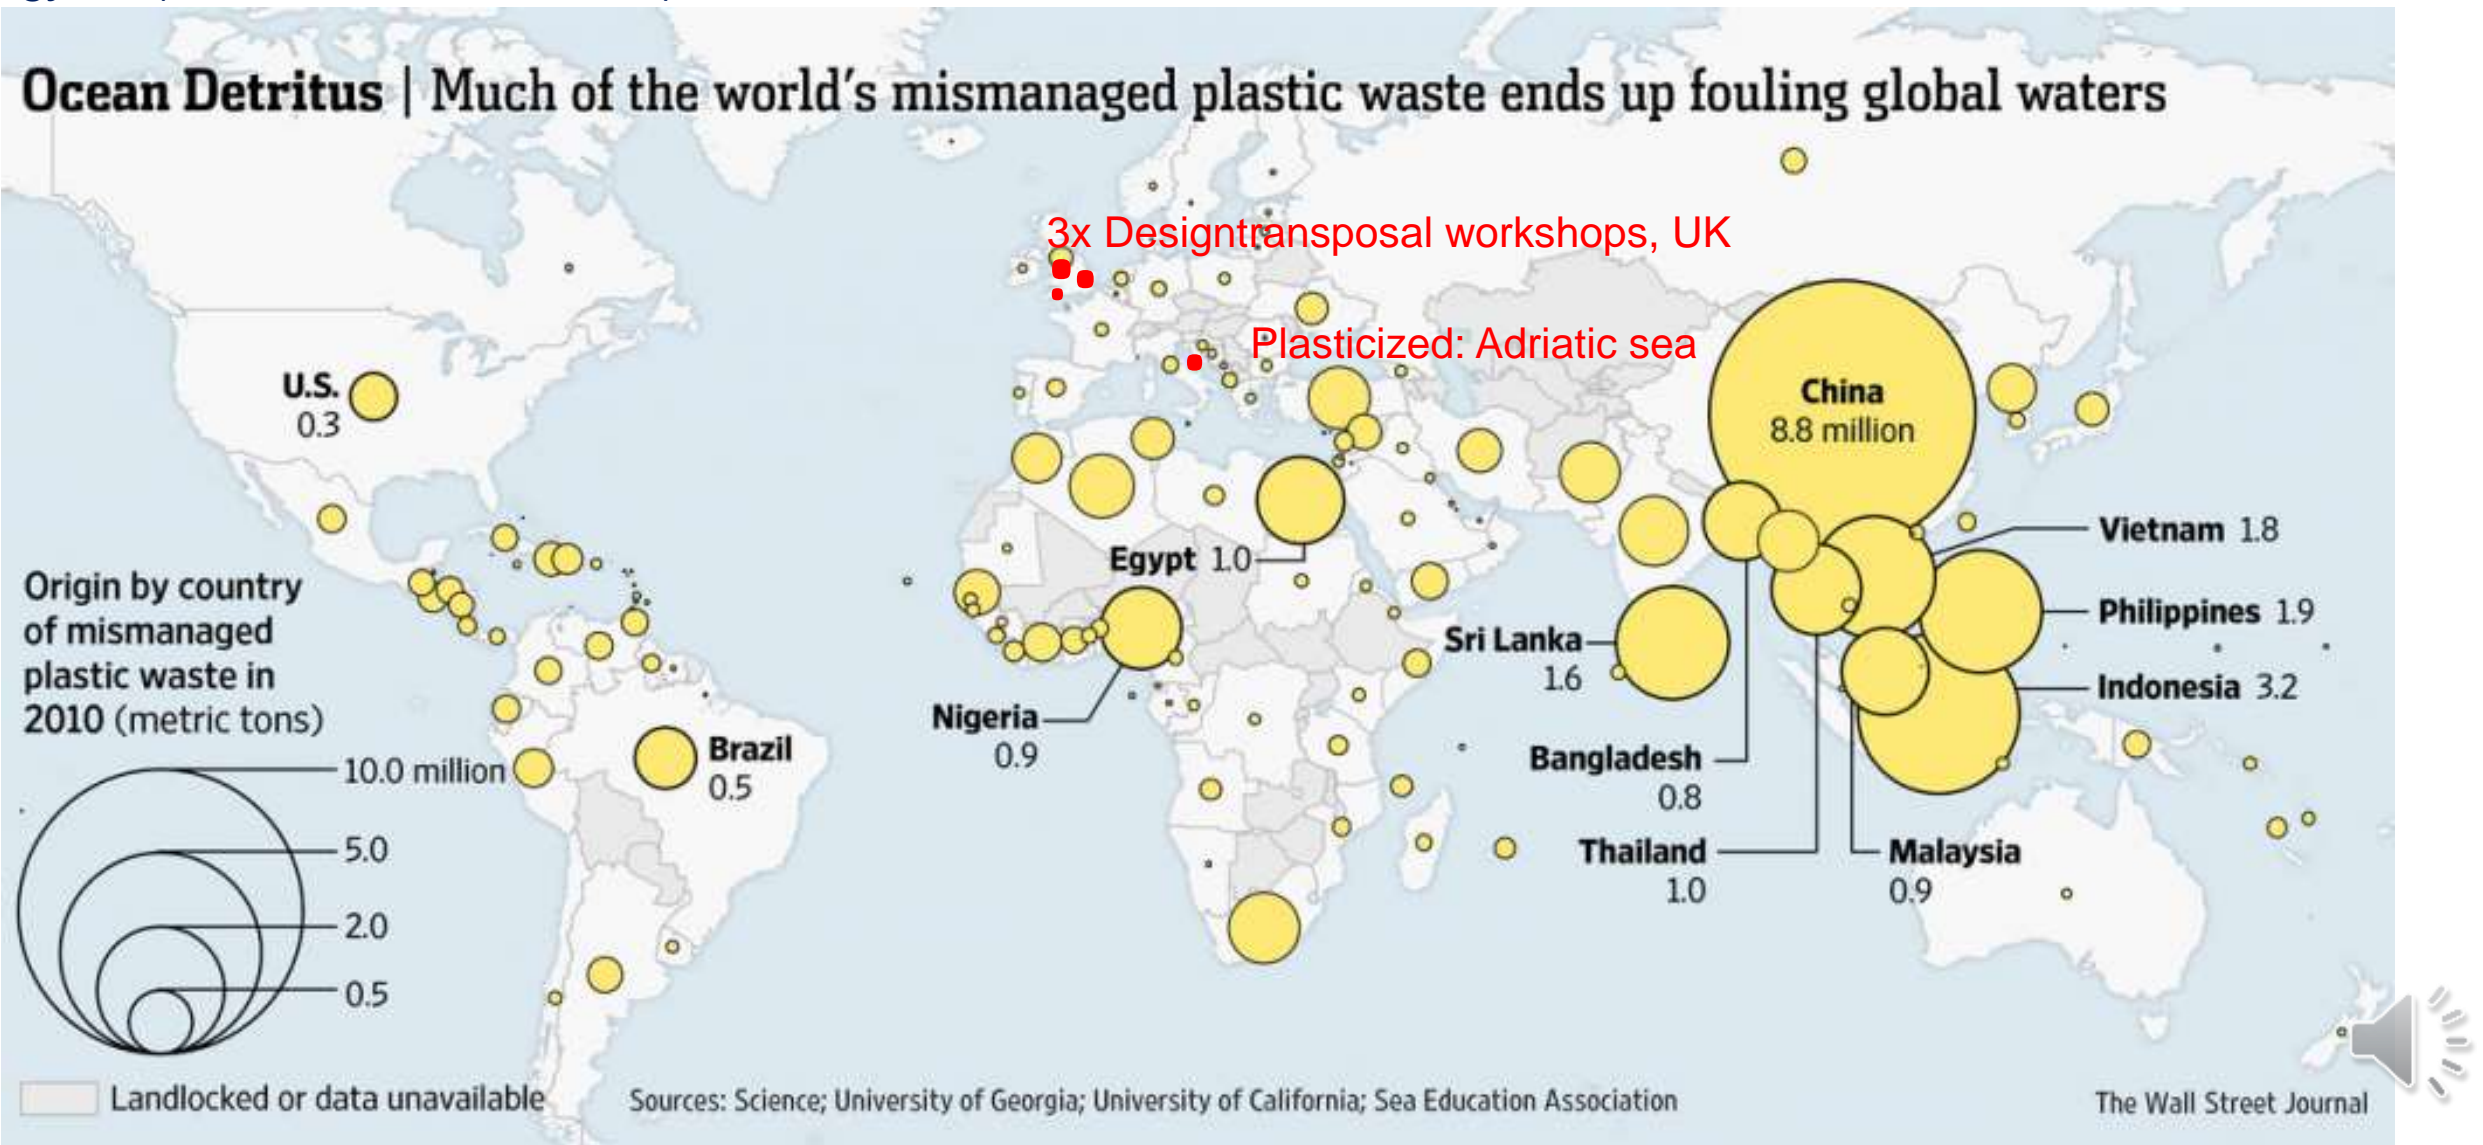 Ocean Detritus | Much of the world's mismanaged plastic waste ends up fouling global waters
3x Designtransposal workshops, UK
Plasticized: Adriatic sea
U.S.
0.3
China
8.8 million
Egypt 1.0
Vietnam 1.8
Philippines 1.9
Indonesia 3.2
Sri Lanka
1.6
Nigeria
0.9
Brazil
0.5
Bangladesh
0.8
Thailand
1.0
Malaysia
0.9
Origin by country
of mismanaged
plastic waste in
2010 (metric tons)
10.0 million
5.0
2.0
0.5
Landlocked or data unavailable
Sources: Science; University of Georgia; University of California; Sea Education Association
The Wall Street Journal